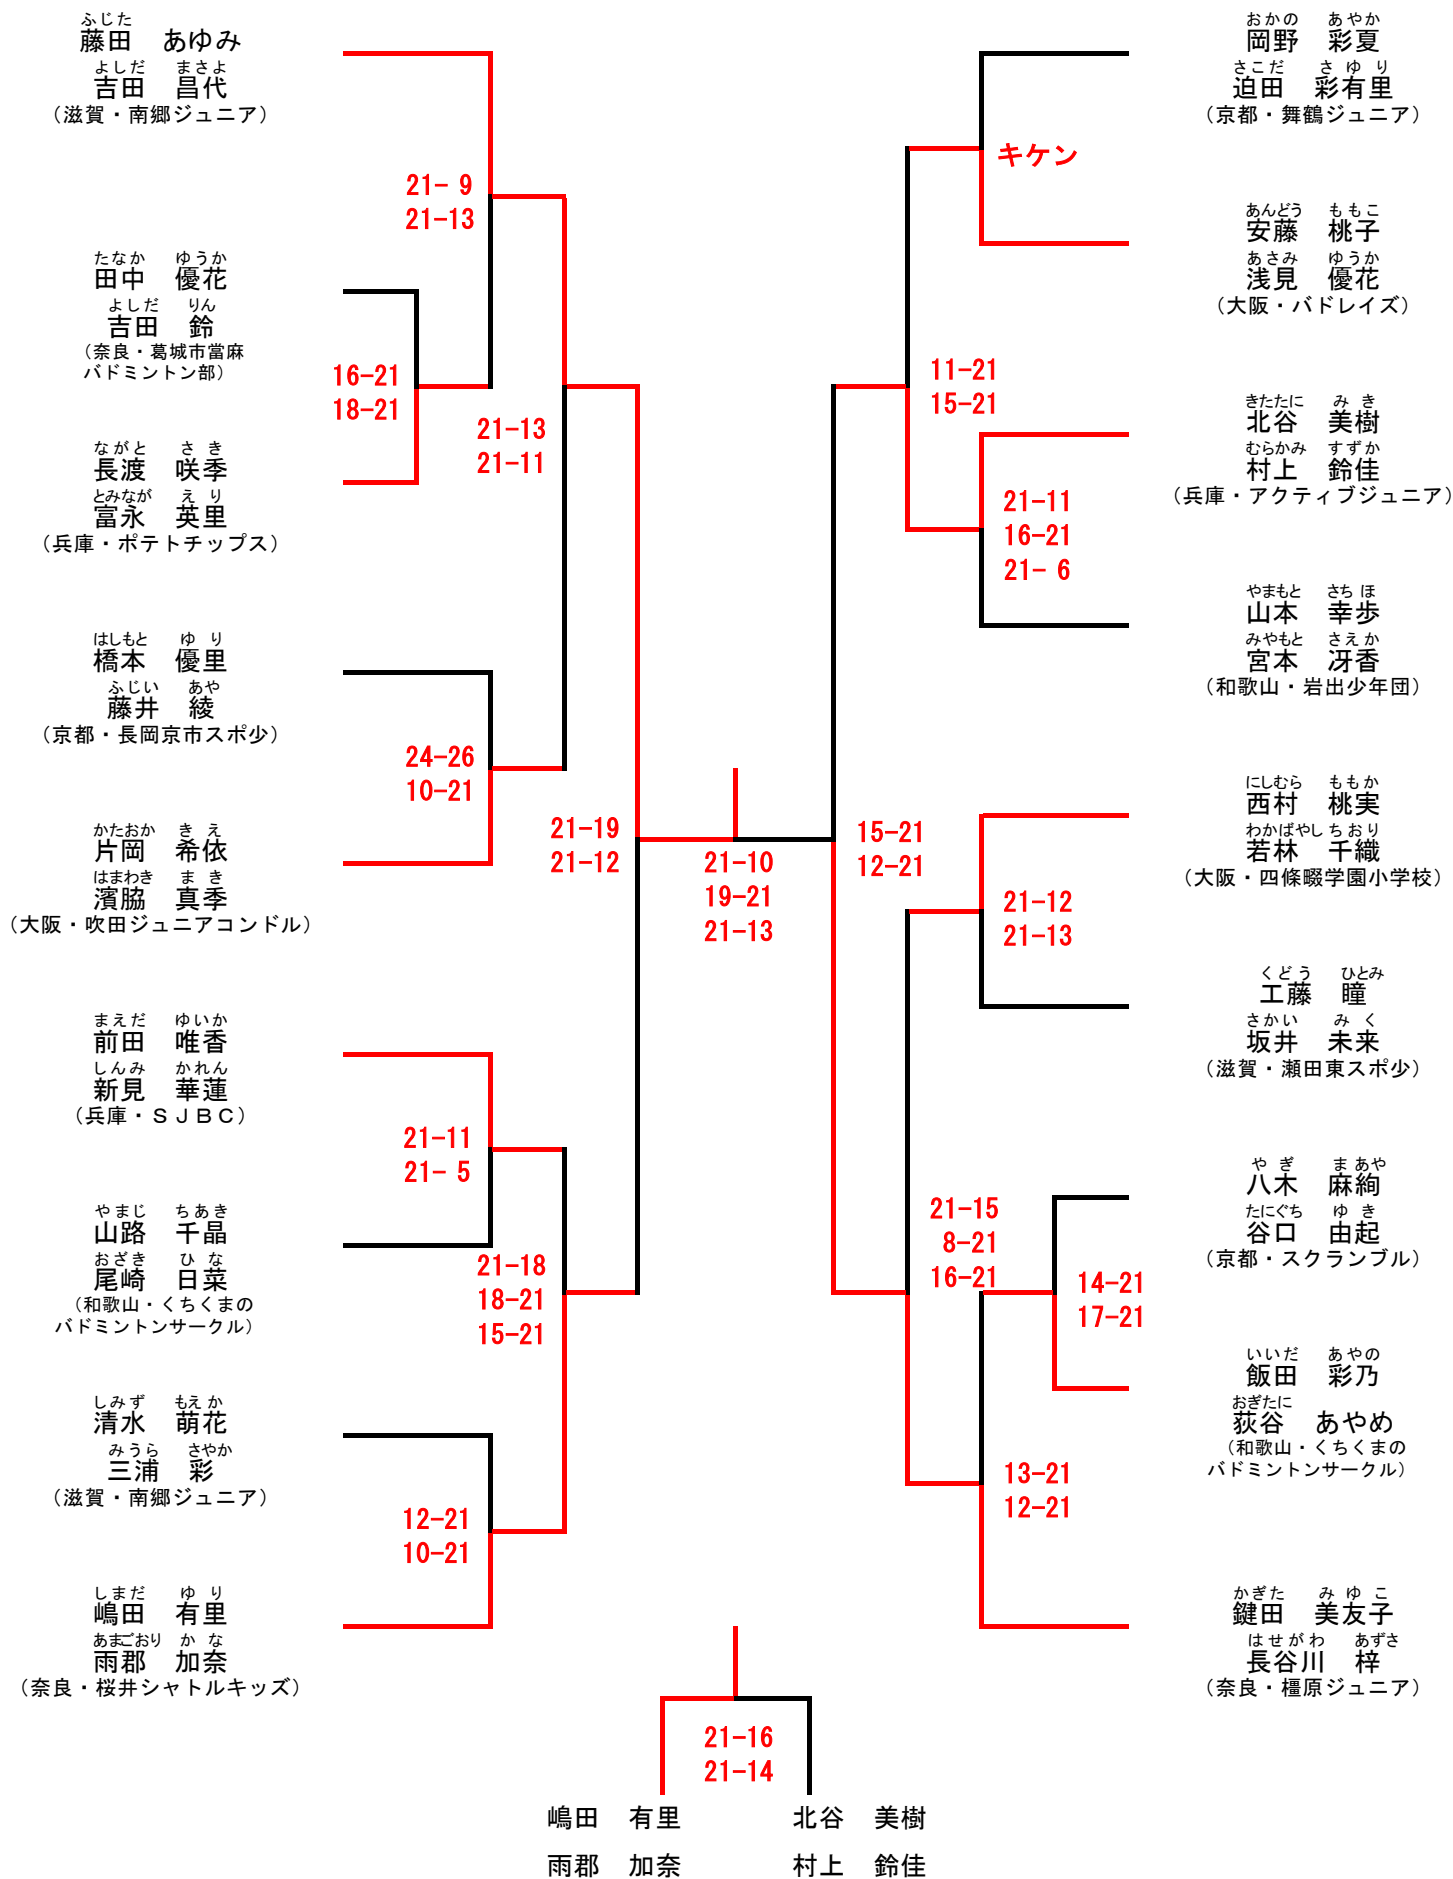 ふじた
藤田　あゆみ
よしだ　まさよ
吉田　昌代
（滋賀・南郷ジュニア）
21- 9
21-13
たなか　ゆうか
田中　優花
よしだ　りん
吉田　鈴
（奈良・葛城市當麻
バドミントン部）
16-21
18-21
ながと　さき
長渡　咲季
とみなが　えり
富永　英里
（兵庫・ポテトチップス）
21-13
21-11
はしもと　ゆり
橋本　優里
ふじい　あや
藤井　綾
（京都・長岡京市スポ少）
24-26
10-21
かたおか　きえ
片岡　希依
はまわき　まき
濱脇　真季
（大阪・吹田ジュニアコンドル）
21-19
21-12
まえだ　ゆいか
前田　唯香
しんみ　かれん
新見　華蓮
（兵庫・ＳＪＢＣ）
21-11
21- 5
やまじ　ちあき
山路　千晶
おざき　ひな
尾崎　日菜
（和歌山・くちくまの
バドミントンサークル）
21-18
18-21
15-21
しみず　もえか
清水　萌花
みうら　さやか
三浦　彩
（滋賀・南郷ジュニア）
12-21
10-21
しまだ　ゆり
嶋田　有里
あまごおり　かな
雨郡　加奈
（奈良・桜井シャトルキッズ）
21-10
19-21
21-13
おかの　あやか
岡野　彩夏
さこだ　さゆり
迫田　彩有里
（京都・舞鶴ジュニア）
キケン
あんどう　ももこ
安藤　桃子
あさみ　ゆうか
浅見　優花
（大阪・バドレイズ）
11-21
15-21
きたたに　みき
北谷　美樹
むらかみ　すずか
村上　鈴佳
（兵庫・アクティブジュニア）
21-11
16-21
21- 6
やまもと　さちほ
山本　幸歩
みやもと　さえか
宮本　冴香
（和歌山・岩出少年団）
15-21
12-21
にしむら　ももか
西村　桃実
わかばやし　ちおり
若林　千織
（大阪・四條畷学園小学校）
21-12
21-13
くどう　ひとみ
工藤　瞳
さかい　みく
坂井　未来
（滋賀・瀬田東スポ少）
21-15
8-21
16-21
やぎ　まあや
八木　麻絢
たにぐち　ゆき
谷口　由起
（京都・スクランブル）
14-21
17-21
いいだ　あやの
飯田　彩乃
おぎたに
荻谷　あやめ
（和歌山・くちくまの
バドミントンサークル）
13-21
12-21
かぎた　みゆこ
鍵田　美友子
はせがわ　あずさ
長谷川　梓
（奈良・橿原ジュニア）
21-16
21-14
嶋田　有里　北谷　美樹
雨郡　加奈　村上　鈴佳